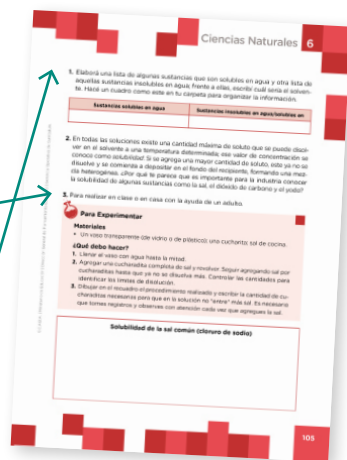 Ciencias Naturales 6
1. Elaborá una lista de algunas sustancias que son solubles en agua y otra lista de
aquellas sustancias insolubles en agua; frente a ellas, escribí cuál sería el solven-
te. Hacé un cuadro como este en tu carpeta para organizar la información.
Sustancias solubles en agua
Sustancias insolubles en agua/solubles en
2. En todas las soluciones existe una cantidad máxima de soluto que se puede disol-
ver en el solvente a una temperatura determinada; ese valor de concentración se
conoce como solubilidad. Si se agrega una mayor cantidad de soluto, este ya no se
disuelve y se comienza a depositar en el fondo del recipiente, formando una mez-
cla heterogénea. ¿Por qué te parece que es importante para la industria conocer
la solubilidad de algunas sustancias como la sal, el dióxido de carbono y el yodo?
3. Para realizar en clase o en casa con la ayuda de un adulto.
Para Experimentar
Materiales
• Un vaso transparente (de vidrio o de plástico); una cucharita; sal de cocina.
¿Qué debo hacer?
1. Llenar el vaso con agua hasta la mitad.
2. Agregar una cucharadita completa de sal y revolver. Seguir agregando sal por
cucharaditas hasta que ya no se disuelva más. Controlar las cantidades para
identificar los límites de disolución.
3. Dibujar en el recuadro el procedimiento realizado y escribir la cantidad de cu-
charaditas necesarias para que en la solución no "entre" más sal. Es necesario
que tomes registros y observes con atención cada vez que agregues la sal.
Solubilidad de la sal común (cloruro de sodio)
105